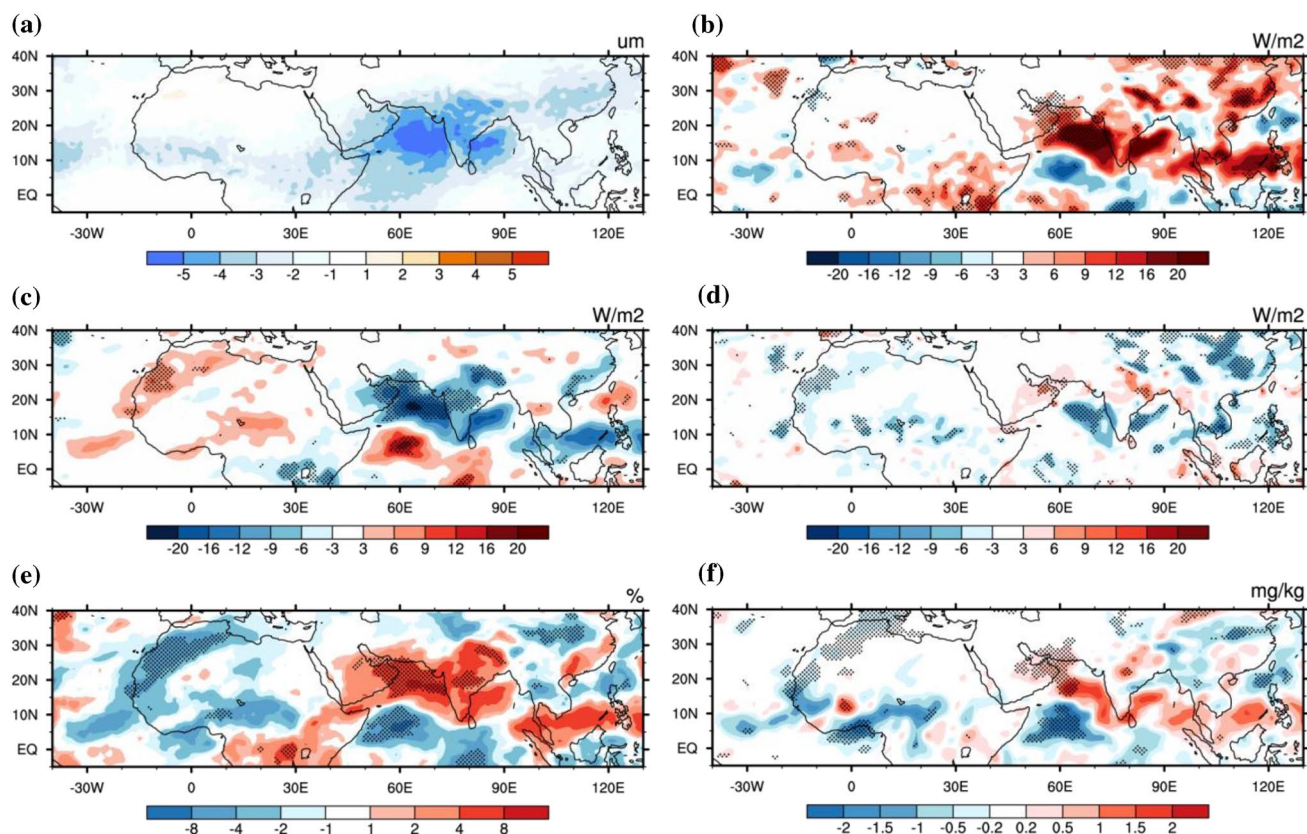 (a)
um
40N
30N
20N
10N
EQ
-30W 0 30E 60E 90E 120E
-5 -4 -3 -2 -1 1 2 3 4 5
(b)
W/m2
40N
30N
20N
10N
EQ
-30W 0 30E 60E 90E 120E
-20 -16 -12 -9 -6 -3 3 6 9 12 16 20
(c)
W/m2
40N
30N
20N
10N
EQ
-30W 0 30E 60E 90E 120E
-20 -16 -12 -9 -6 -3 3 6 9 12 16 20
(d)
W/m2
40N
30N
20N
10N
EQ
-30W 0 30E 60E 90E 120E
-20 -16 -12 -9 -6 -3 3 6 9 12 16 20
(e)
%
40N
30N
20N
10N
EQ
-30W 0 30E 60E 90E 120E
-8 -4 -2 -1 1 2 4 8
(f)
mg/kg
40N
30N
20N
10N
EQ
-30W 0 30E 60E 90E 120E
-2 -1.5 -1 -0.5 -0.2 0.2 0.5 1 1.5 2